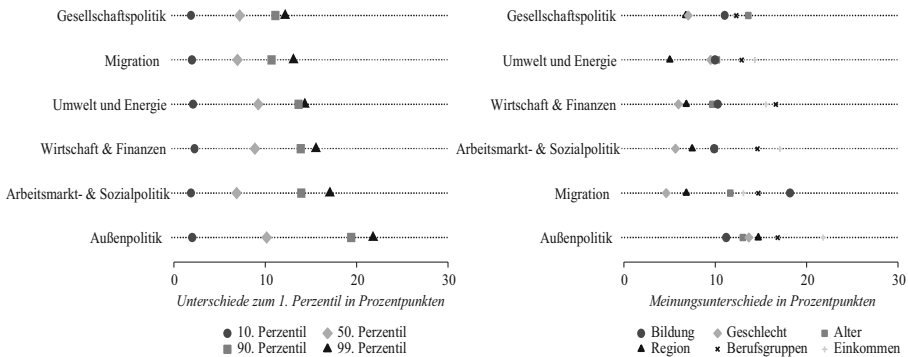 Gesellschaftspolitik
Migration
Umwelt und Energie
Wirtschaft & Finanzen
Arbeitsmarkt- & Sozialpolitik
Außenpolitik
0 10 20 30
Unterschiede zum 1. Perzentil in Prozentpunkten
10. Perzentil 50. Perzentil
90. Perzentil 99. Perzentil
Gesellschaftspolitik
Umwelt und Energie
Wirtschaft & Finanzen
Arbeitsmarkt- & Sozialpolitik
Migration
Außenpolitik
0 10 20 30
Meinungsunterschiede in Prozentpunkten
Bildung Geschlecht Alter
Region Berufsgruppen Einkommen